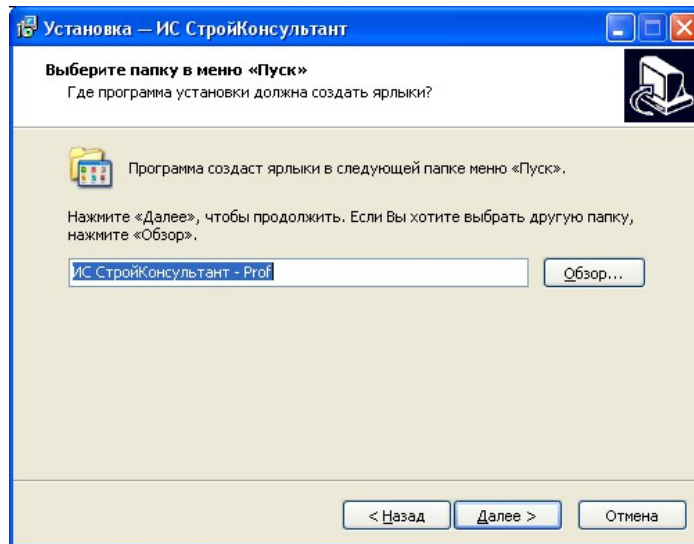 Установка — ИС СтройКонсультант
Выберите папку в меню «Пуск»
Где программа установки должна создать ярлыки?
Программа создаст ярлыки в следующей папке меню «Пуск».
Нажмите «Далее», чтобы продолжить. Если Вы хотите выбрать другую папку,
нажмите «Обзор».
ИС СтройКонсультант - Prof
Обзор...
< Назад
Далее >
Отмена